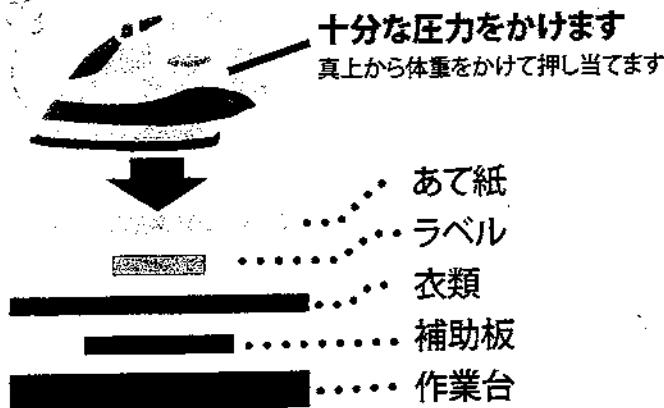 十分な圧力をかけます
真上から体重をかけて押し当てます
あて紙
ラベル
衣類
補助板
作業台